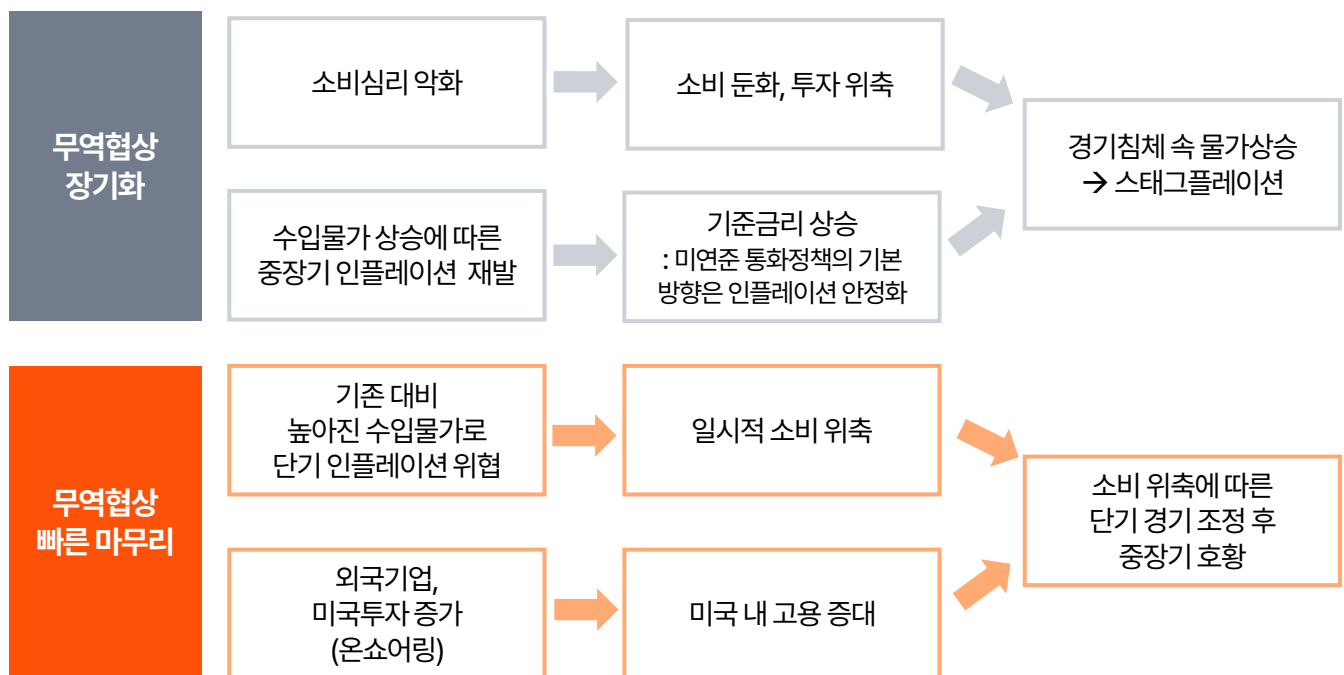 무역협상
장기화
소비심리 악화
소비 둔화, 투자 위축
수입물가 상승에 따른
중장기 인플레이션 재발
기준금리 상승
: 미연준 통화정책의 기본
방향은 인플레이션 안정화
경기침체 속 물가상승
→ 스태그플레이션
무역협상
빠른 마무리
기존 대비
높아진 수입물가로
단기 인플레이션 위협
일시적 소비 위축
외국기업,
미국투자 증가
(온쇼어링)
미국 내 고용 증대
소비 위축에 따른
단기 경기 조정 후
중장기 호황